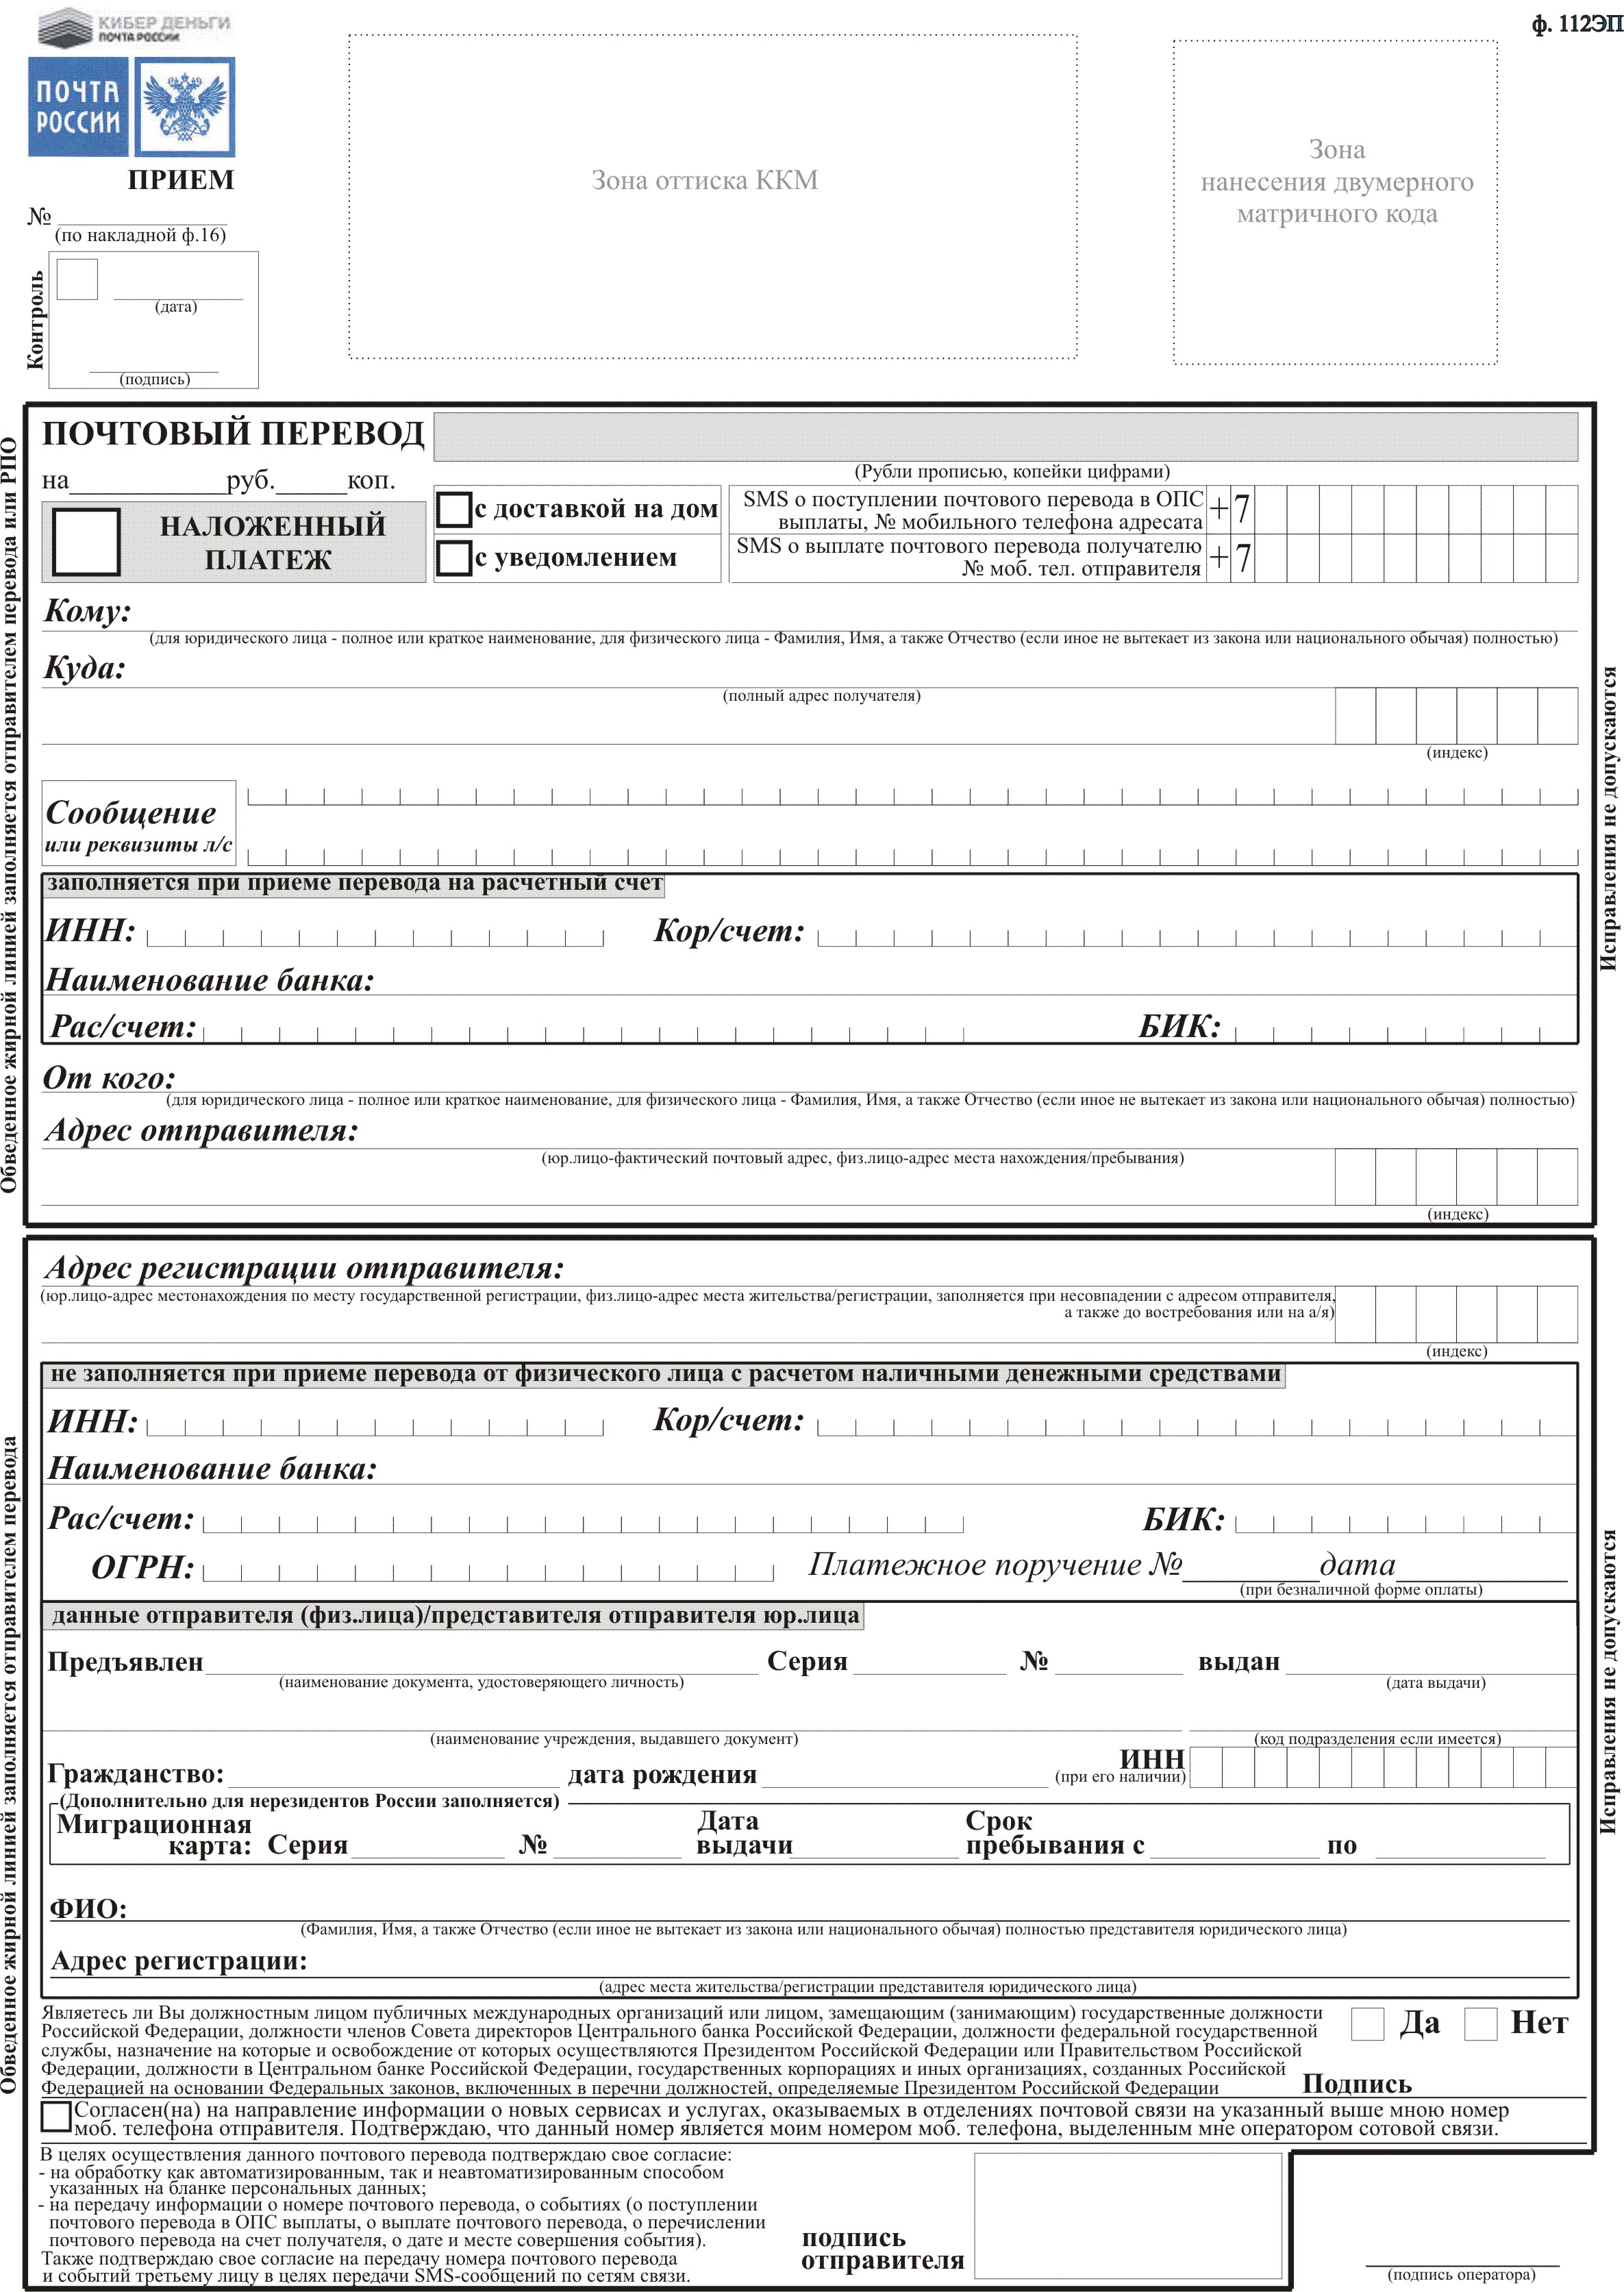 КИБЕР ДЕНЬГИ
ПОЧТА РОССИИ
ф. 112ЭП
ПОЧТА
РОССИИ
ПРИЕМ
№
(по накладной ф.16)
Контроль
(дата)
(подпись)
Зона оттиска ККМ
Зона
нанесения двумерного
матричного кода
Обведенное жирной линией заполняется отправителем перевода или РПО
Исправления не допускаются
ПОЧТОВЫЙ ПЕРЕВОД
(Рубли прописью, копейки цифрами)
на___________руб._____коп.
НАЛОЖЕННЫЙ
ПЛАТЕЖ
с доставкой на дом
с уведомлением
SMS о поступлении почтового перевода в ОПС
выплаты, № мобильного телефона адресата +7
SMS о выплате почтового перевода получателю
№ моб. тел. отправителя +7
Кому:
(для юридического лица - полное или краткое наименование, для физического лица - Фамилия, Имя, а также Отчество (если иное не вытекает из закона или национального обычая) полностью)
Куда:
(полный адрес получателя)
(индекс)
Сообщение
или реквизиты л/с
заполняется при приеме перевода на расчетный счет
ИНН: Кор/счет:
Наименование банка:
Рас/счет: БИК:
От кого:
(для юридического лица - полное или краткое наименование, для физического лица - Фамилия, Имя, а также Отчество (если иное не вытекает из закона или национального обычая) полностью)
Адрес отправителя:
(юр.лицо-фактический почтовый адрес, физ.лицо-адрес места нахождения/пребывания)
(индекс)
Обведенное жирной линией заполняется отправителем перевода
Исправления не допускаются
Адрес регистрации отправителя:
(юр.лицо-адрес местонахождения по месту государственной регистрации, физ.лицо-адрес места жительства/регистрации, заполняется при несовпадении с адресом отправителя,
а также до востребования или на а/я)
(индекс)
не заполняется при приеме перевода от физического лица с расчетом наличными денежными средствами
ИНН: Кор/счет:
Наименование банка:
Рас/счет: БИК:
ОГРН: Платежное поручение №________дата__________
(при безналичной форме оплаты)
данные отправителя (физ.лица)/представителя отправителя юр.лица
Предъявлен Серия № выдан
(наименование документа, удостоверяющего личность) (дата выдачи)
(наименование учреждения, выдавшего документ) (код подразделения если имеется)
Гражданство: дата рождения ИНН
(при его наличии)
(Дополнительно для нерезидентов России заполняется)
Миграционная Дата Срок
карта: Серия № выдачи пребывания с по
ФИО:
(Фамилия, Имя, а также Отчество (если иное не вытекает из закона или национального обычая) полностью представителя юридического лица)
Адрес регистрации:
(адрес места жительства/регистрации представителя юридического лица)
Являетесь ли Вы должностным лицом публичных международных организаций или лицом, замещающим (занимающим) государственные должности
Российской Федерации, должности членов Совета директоров Центрального банка Российской Федерации, должности федеральной государственной
службы, назначение на которые и освобождение от которых осуществляются Президентом Российской Федерации или Правительством Российской
Федерации, должности в Центральном банке Российской Федерации, государственных корпорациях и иных организациях, созданных Российской
Федерацией на основании Федеральных законов, включенных в перечни должностей, определяемые Президентом Российской Федерации
Да Нет
Подпись
Согласен(на) на направление информации о новых сервисах и услугах, оказываемых в отделениях почтовой связи на указанный выше мною номер
моб. телефона отправителя. Подтверждаю, что данный номер является моим номером моб. телефона, выделенным мне оператором сотовой связи.
В целях осуществления данного почтового перевода подтверждаю свое согласие:
- на обработку как автоматизированным, так и неавтоматизированным способом
указанных на бланке персональных данных;
- на передачу информации о номере почтового перевода, о событиях (о поступлении
почтового перевода в ОПС выплаты, о выплате почтового перевода, о перечислении
почтового перевода на счет получателя, о дате и месте совершения события).
Также подтверждаю свое согласие на передачу номера почтового перевода
и событий третьему лицу в целях передачи SMS-сообщений по сетям связи.
подпись
отправителя
(подпись оператора)